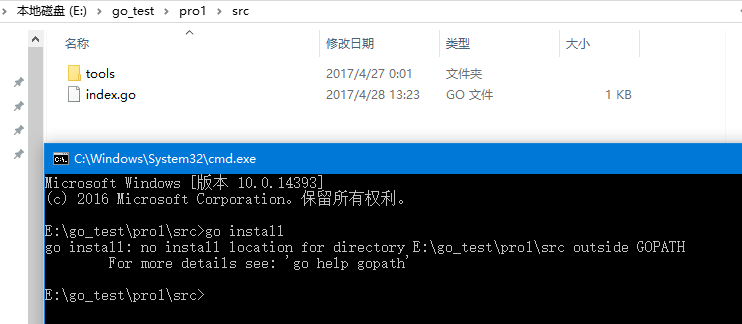 本地磁盘 (E:) › go_test › pro1 › src
名称 修改日期 类型 大小
tools 2017/4/27 0:01 文件夹
index.go 2017/4/28 13:23 GO 文件 1 KB
C:\Windows\System32\cmd.exe
Microsoft Windows [版本 10.0.14393]
(c) 2016 Microsoft Corporation。保留所有权利。
E:\go_test\pro1\src>go install
go install: no install location for directory E:\go_test\pro1\src outside GOPATH
For more details see: 'go help gopath'
E:\go_test\pro1\src>